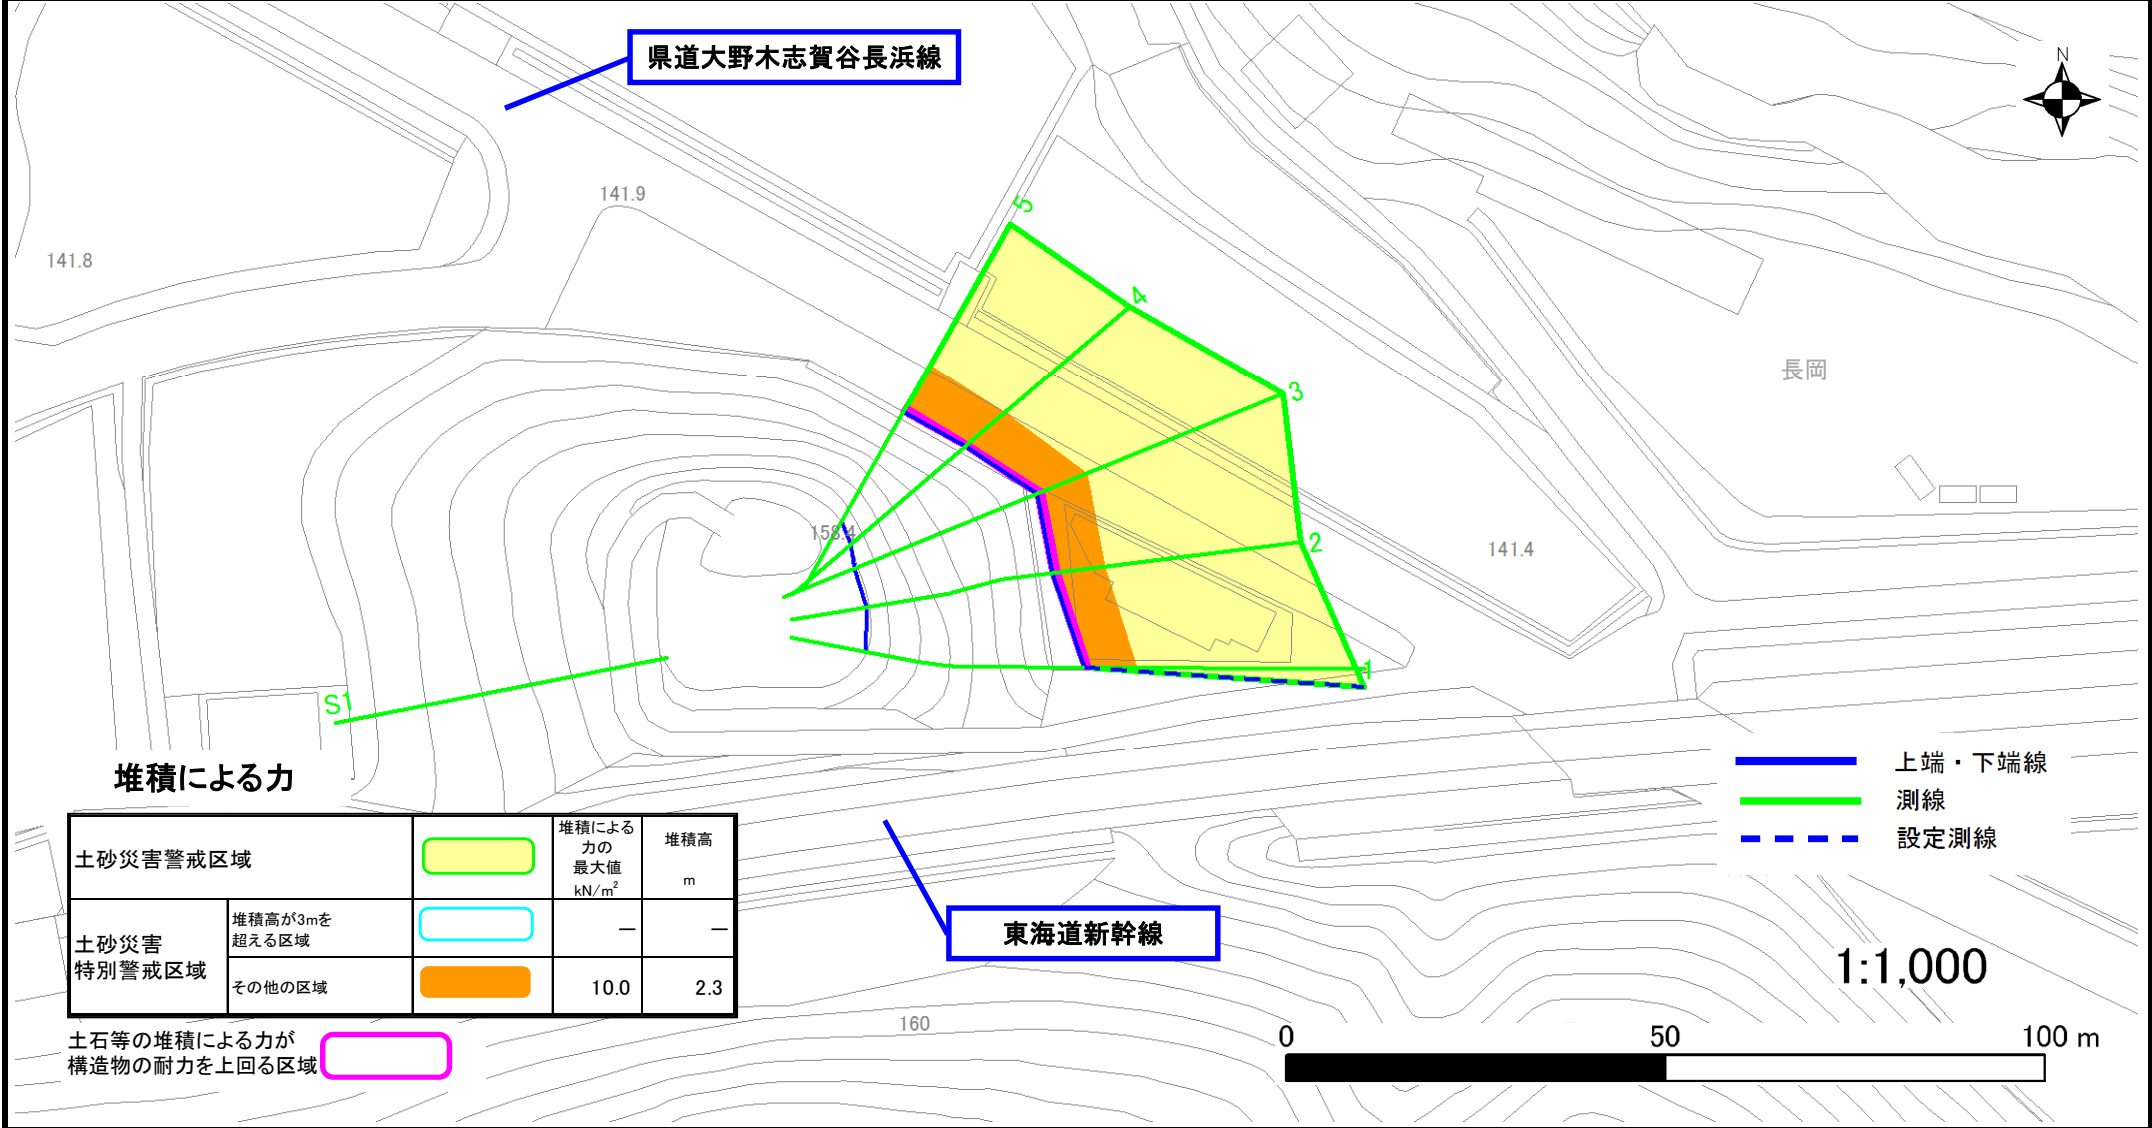 県道大野木志賀谷長浜線
N
141.9
141.8
5
4
3
長岡
158.4
2
141.4
1
S1
堆積による力
上端・下端線
測線
設定測線
堆積による
力の
最大値
kN/m²
堆積高
m
土砂災害警戒区域
土砂災害
特別警戒区域
堆積高が3mを
超える区域
― ―
その他の区域
10.0 2.3
東海道新幹線
1:1,000
160
土石等の堆積による力が
構造物の耐力を上回る区域
0 50 100 m